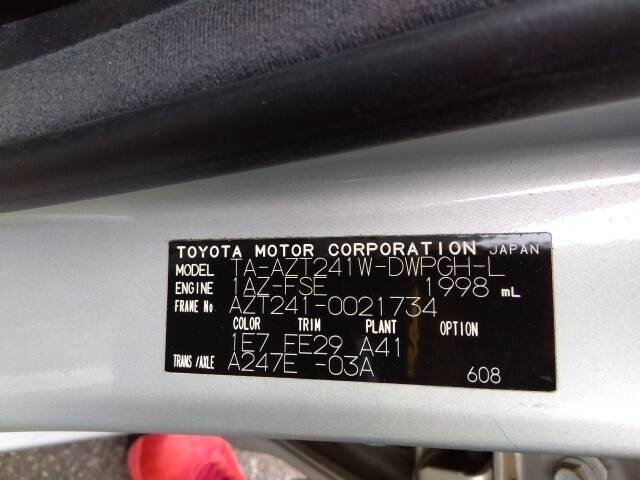 TOYOTA MOTOR CORPORATION JAPAN
MODEL TA-AZT241W-DWPGH-L
ENGINE 1AZ-FSE 1998 mL
FRAME No AZT241-0021734
COLOR TRIM PLANT OPTION
1E7 FE29 A41
TRANS/AXLE A247E -03A
608